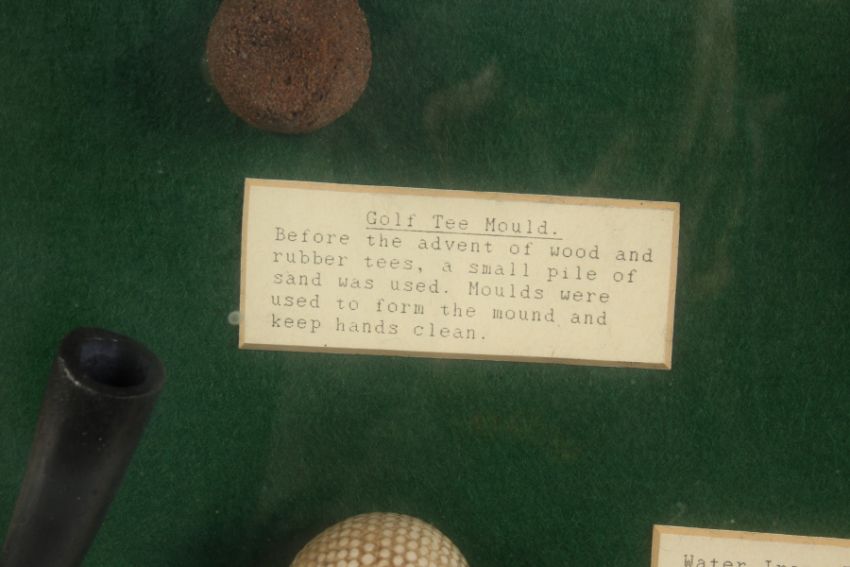 Golf Tee Mould.
Before the advent of wood and
rubber tees, a small pile of
sand was used. Moulds were
used to form the mound and
keep hands clean.
Water